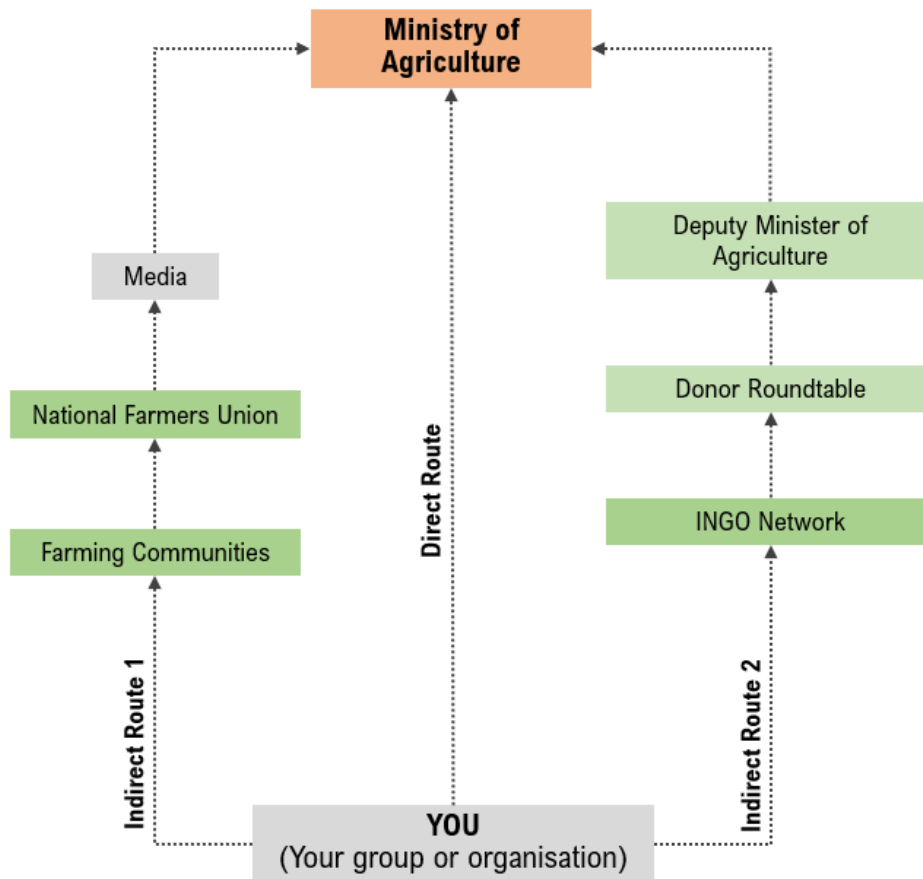 Ministry of
Agriculture
Deputy Minister of
Agriculture
Media
Donor Roundtable
National Farmers Union
Direct Route
INGO Network
Farming Communities
Indirect Route 1
Indirect Route 2
YOU
(Your group or organisation)